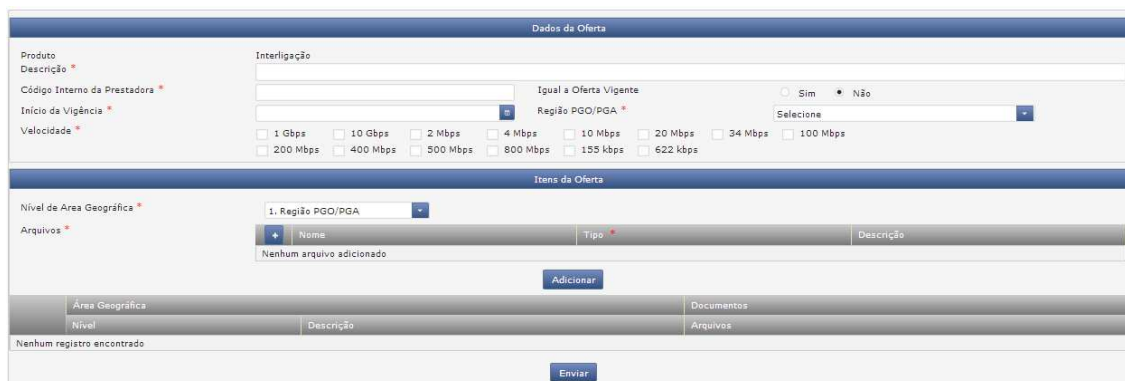 Dados da Oferta
Produto Interligação
Descrição *
Código Interno da Prestadora * Igual a Oferta Vigente Sim Não
Início da Vigência * Região PGO/PGA * Selecione
Velocidade * 1 Gbps 10 Gbps 2 Mbps 4 Mbps 10 Mbps 20 Mbps 34 Mbps 100 Mbps
200 Mbps 400 Mbps 500 Mbps 800 Mbps 155 kbps 622 kbps
Itens da Oferta
Nível de Area Geográfica * 1. Região PGO/PGA
Arquivos * + Nome Tipo * Descrição
Nenhum arquivo adicionado
Adicionar
Área Geográfica Documentos
Nível Descrição Arquivos
Nenhum registro encontrado
Enviar